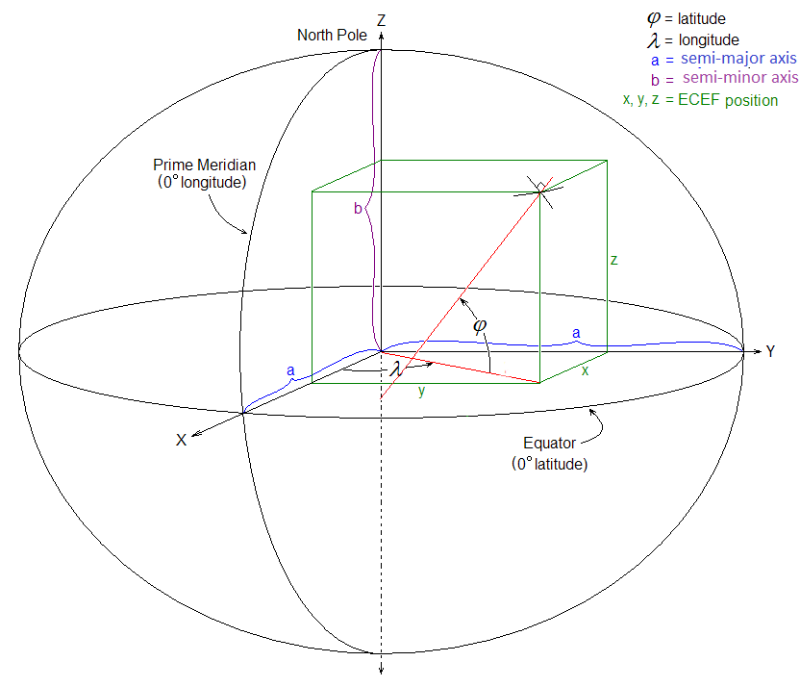 Z
North Pole
φ = latitude
λ = longitude
a = semi-major axis
b = semi-minor axis
x, y, z = ECEF position
Prime Meridian
(0° longitude)
b
z
φ
a
Y
a
λ
x
y
X
Equator
(0° latitude)